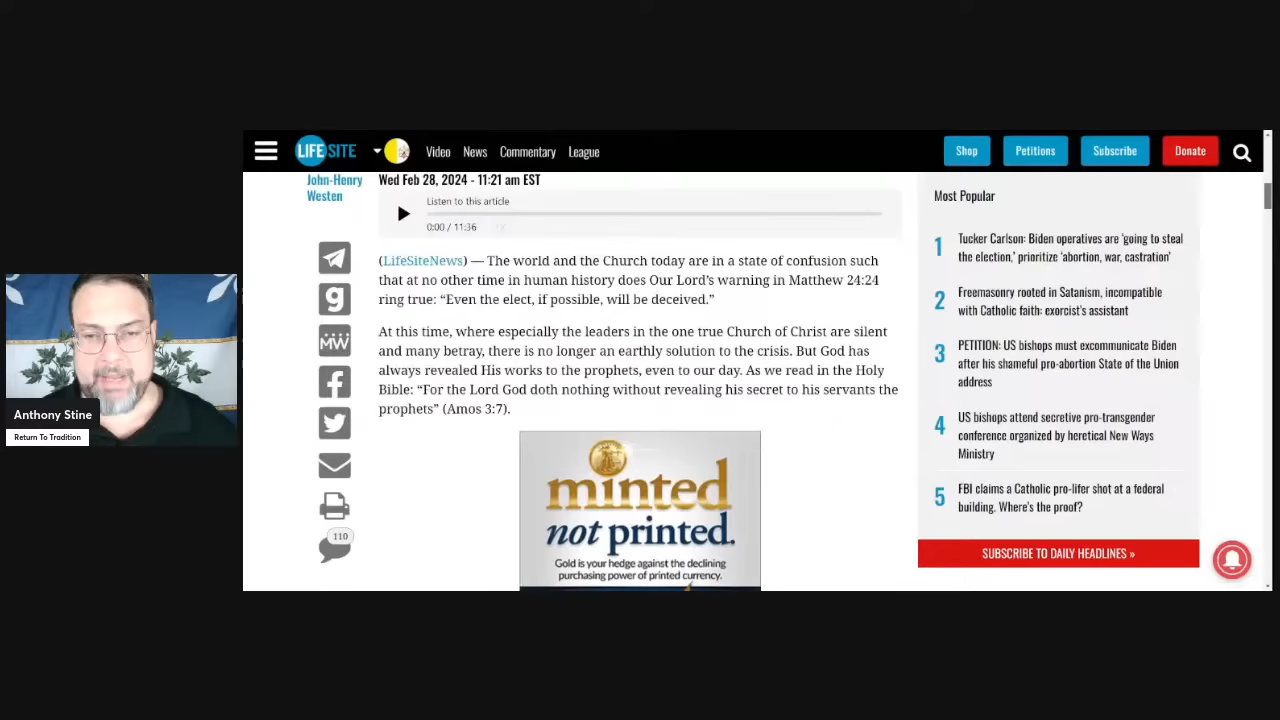 LIFE SITE
Video News Commentary League
Shop Petitions Subscribe Donate
John-Henry
Westen
Wed Feb 28, 2024 - 11:21 am EST
Listen to this article
0:00 / 11:36
(LifeSiteNews) — The world and the Church today are in a state of confusion such
that at no other time in human history does Our Lord’s warning in Matthew 24:24
ring true: “Even the elect, if possible, will be deceived.”
At this time, where especially the leaders in the one true Church of Christ are silent
and many betray, there is no longer an earthly solution to the crisis. But God has
always revealed His works to the prophets, even to our day. As we read in the Holy
Bible: “For the Lord God doth nothing without revealing his secret to his servants the
prophets” (Amos 3:7).
MW
110
minted
not printed.
Gold is your hedge against the declining
purchasing power of printed currency.
Most Popular
1 Tucker Carlson: Biden operatives are ‘going to steal
the election,’ prioritize ‘abortion, war, castration’
2 Freemasonry rooted in Satanism, incompatible
with Catholic faith: exorcist’s assistant
3 PETITION: US bishops must excommunicate Biden
after his shameful pro-abortion State of the Union
address
4 US bishops attend secretive pro-transgender
conference organized by heretical New Ways
Ministry
5 FBI claims a Catholic pro-lifer shot at a federal
building. Where’s the proof?
SUBSCRIBE TO DAILY HEADLINES »
Anthony Stine
Return To Tradition